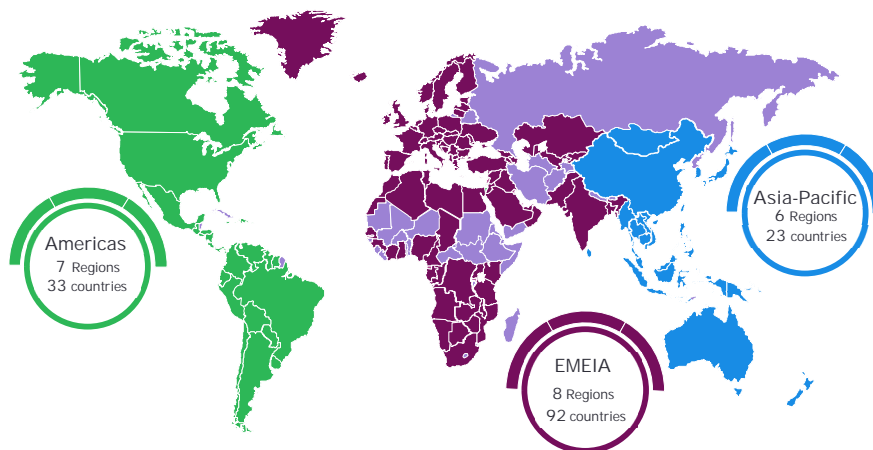 Americas
7 Regions
33 countries
Asia-Pacific
6 Regions
23 countries
EMEIA
8 Regions
92 countries